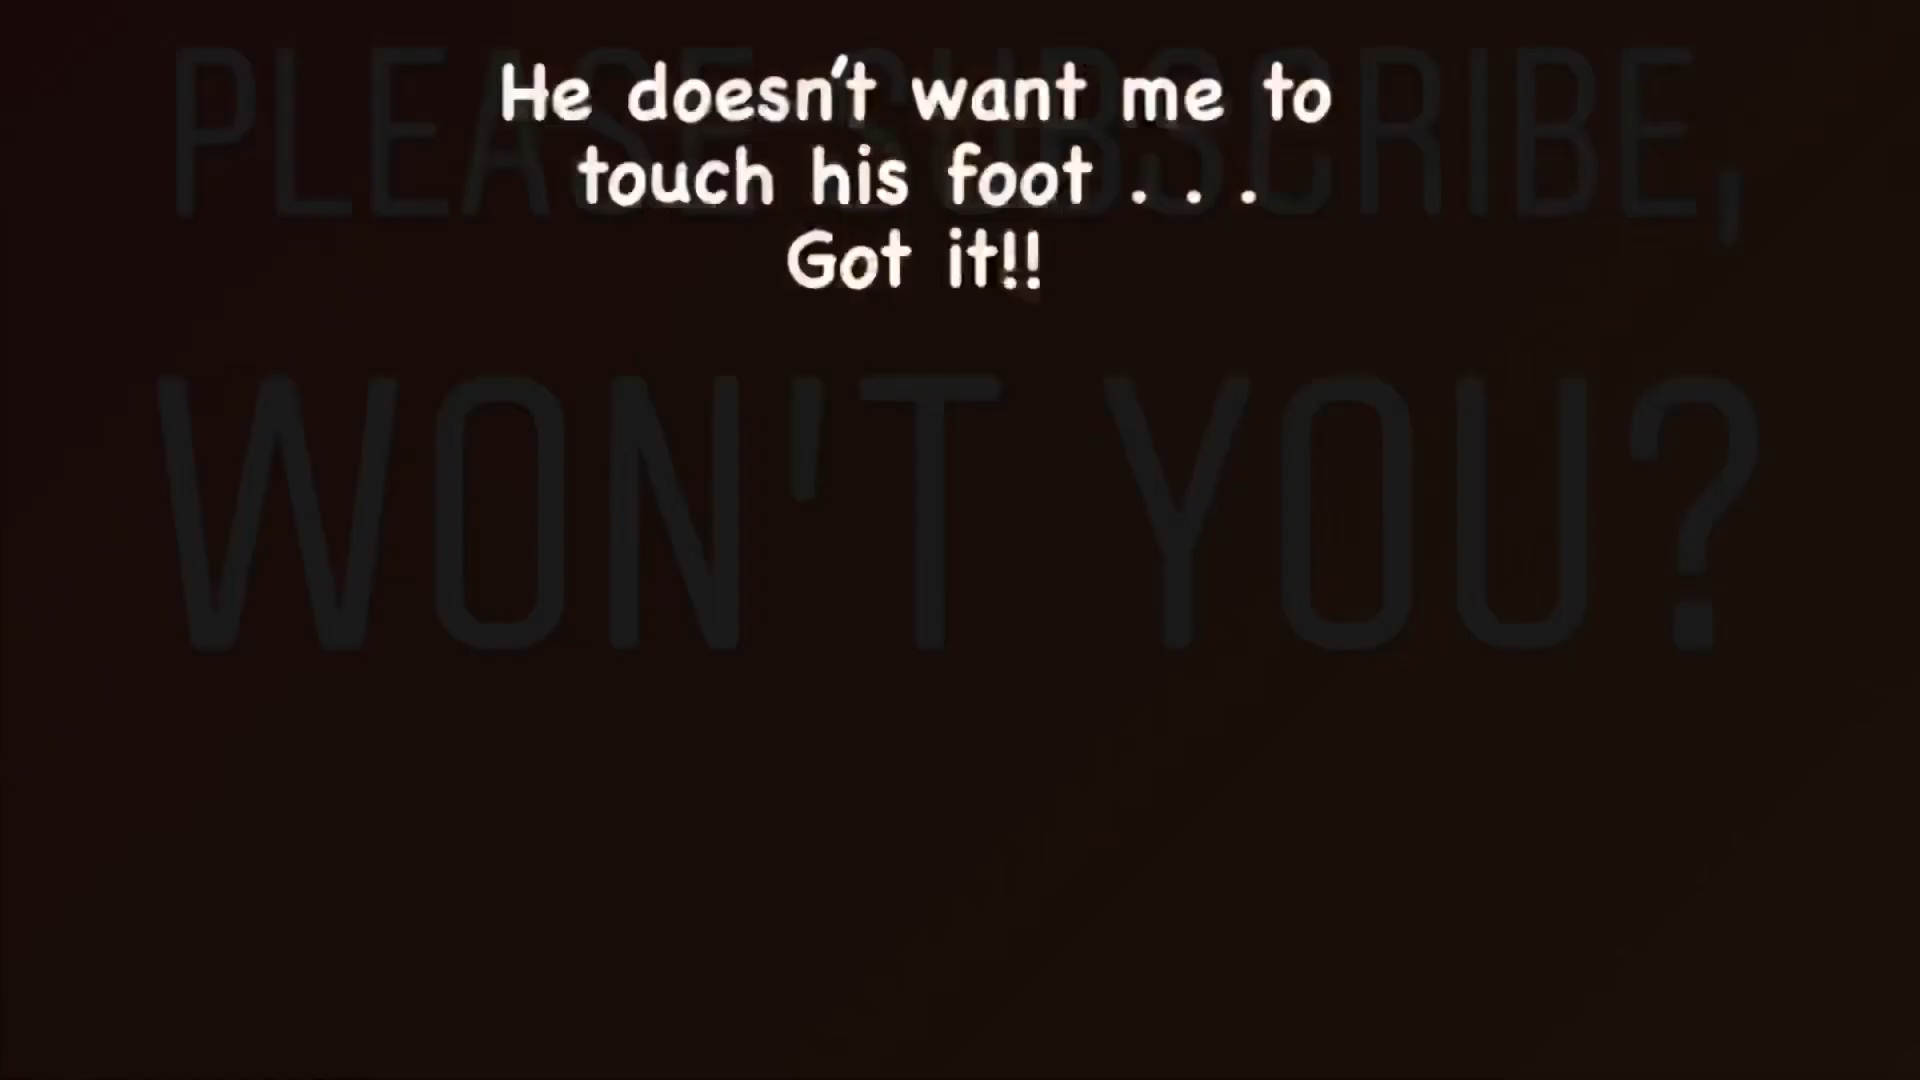 He doesn't want me to
touch his foot . . .
Got it!!
PLEASE SUBSCRIBE,
WON'T YOU?